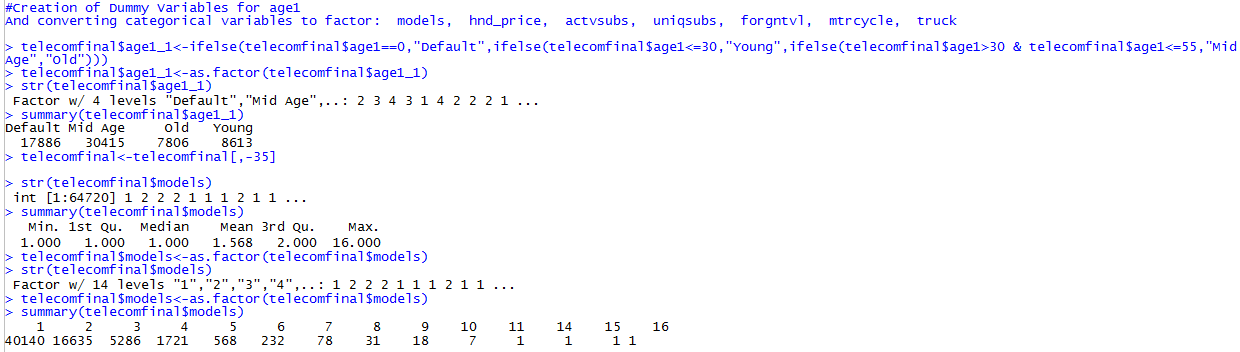 #Creation of Dummy Variables for age1
And converting categorical variables to factor:  models,  hnd_price,  actvsubs,  uniqsubs,  forgntvl,  mtrcycle,  truck
> telecomfinal$age1_1<-ifelse(telecomfinal$age1==0,"Default",ifelse(telecomfinal$age1<=30,"Young",ifelse(telecomfinal$age1>30 & telecomfinal$age1<=55,"Mid
Age","Old")))
> telecomfinal$age1_1<-as.factor(telecomfinal$age1_1)
> str(telecomfinal$age1_1)
 Factor w/ 4 levels "Default","Mid Age",..: 2 3 4 3 1 4 2 2 2 1 ...
> summary(telecomfinal$age1_1)
Default Mid Age     Old   Young
  17886   30415    7806    8613
> telecomfinal<-telecomfinal[,-35]
> str(telecomfinal$models)
 int [1:64720] 1 2 2 2 1 1 1 2 1 1 ...
> summary(telecomfinal$models)
   Min. 1st Qu.  Median    Mean 3rd Qu.    Max.
  1.000   1.000   1.000   1.568   2.000  16.000
> telecomfinal$models<-as.factor(telecomfinal$models)
> str(telecomfinal$models)
 Factor w/ 14 levels "1","2","3","4",..: 1 2 2 2 1 1 1 2 1 1 ...
> telecomfinal$models<-as.factor(telecomfinal$models)
> summary(telecomfinal$models)
    1     2     3     4     5     6     7     8     9    10    11    14    15    16
40140 16635  5286  1721   568   232    78    31    18     7     1     1     1 1